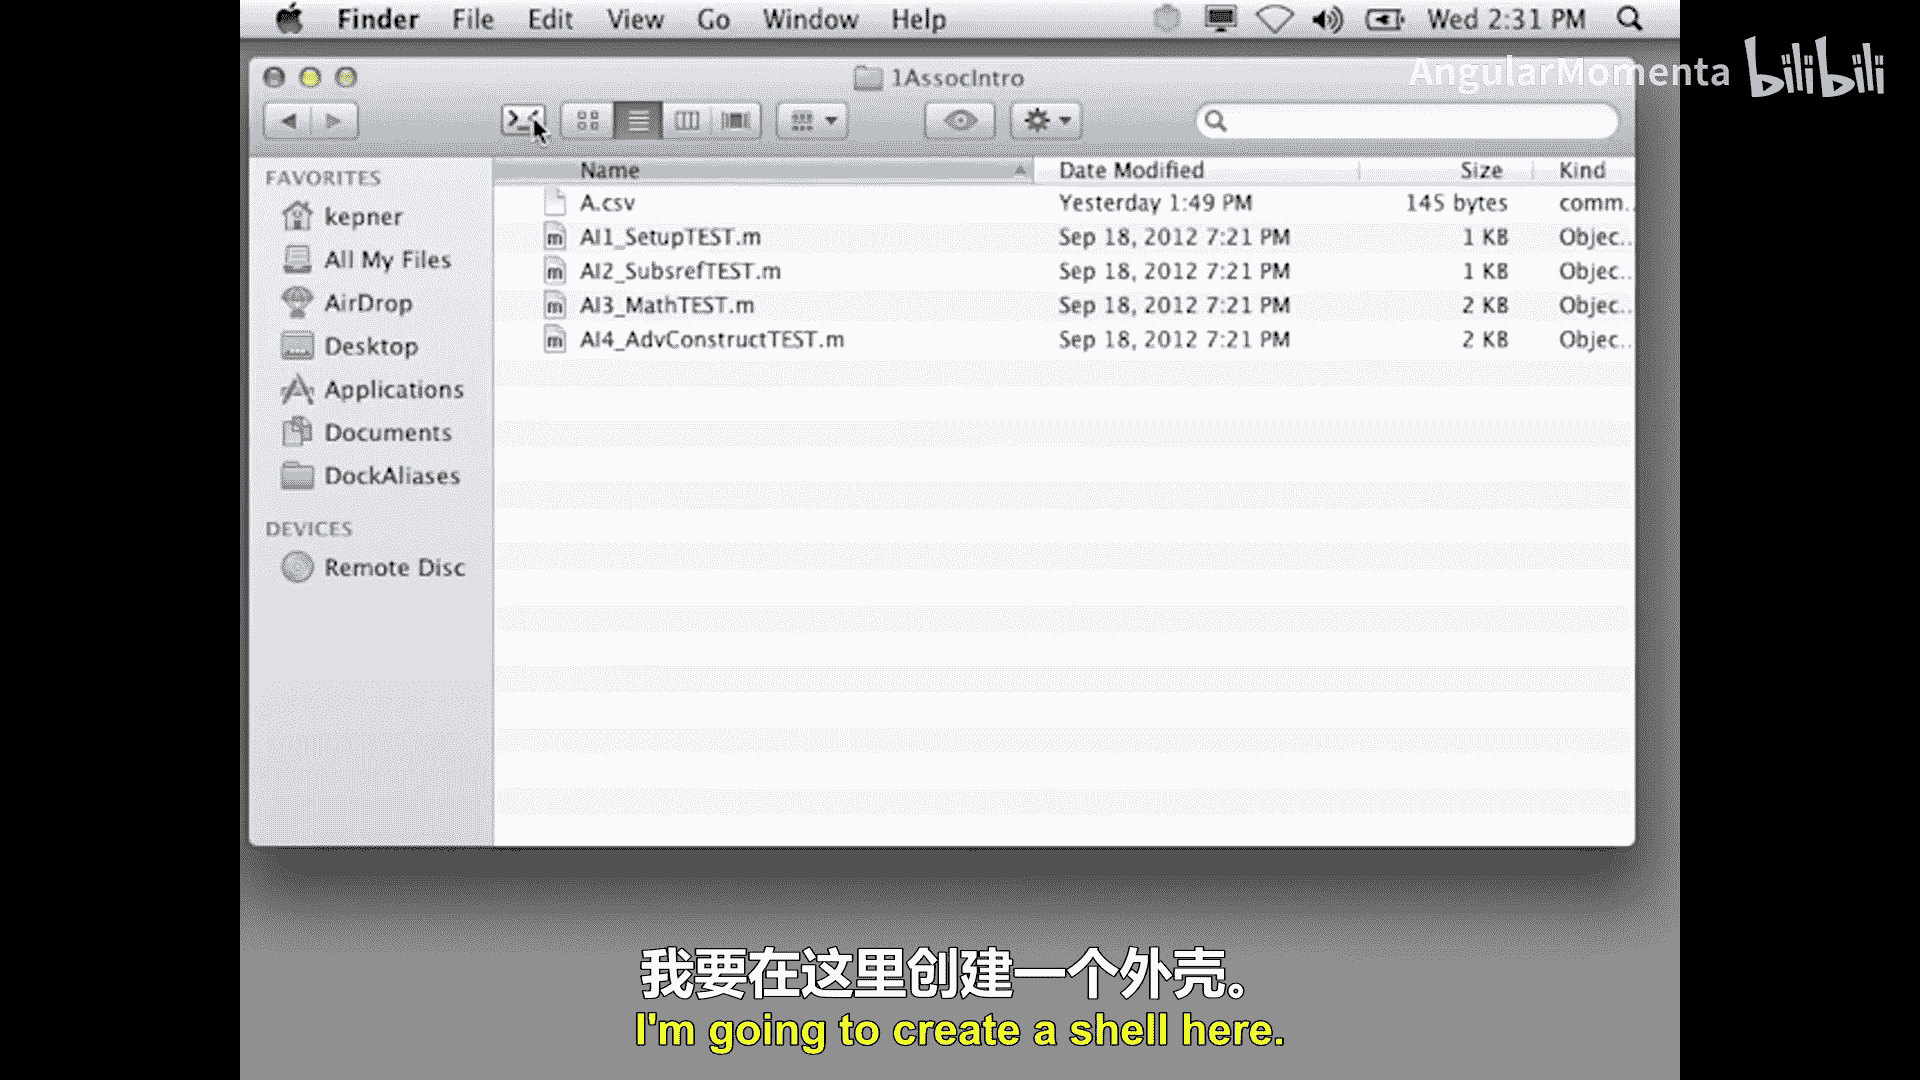 Finder File Edit View Go Window Help Wed 2:31 PM
1AssocIntro
AngularMomenta bilibili
Name Date Modified Size Kind
FAVORITES
kepner
All My Files
AirDrop
Desktop
Applications
Documents
DockAliases
DEVICES
Remote Disc
A.csv Yesterday 1:49 PM 145 bytes comm...
AI1_SetupTEST.m Sep 18, 2012 7:21 PM 1 KB Objec...
AI2_SubsrefTEST.m Sep 18, 2012 7:21 PM 1 KB Objec...
AI3_MathTEST.m Sep 18, 2012 7:21 PM 2 KB Objec...
AI4_AdvConstructTEST.m Sep 18, 2012 7:21 PM 2 KB Objec...
我要在这里创建一个外壳。
I'm going to create a shell here.